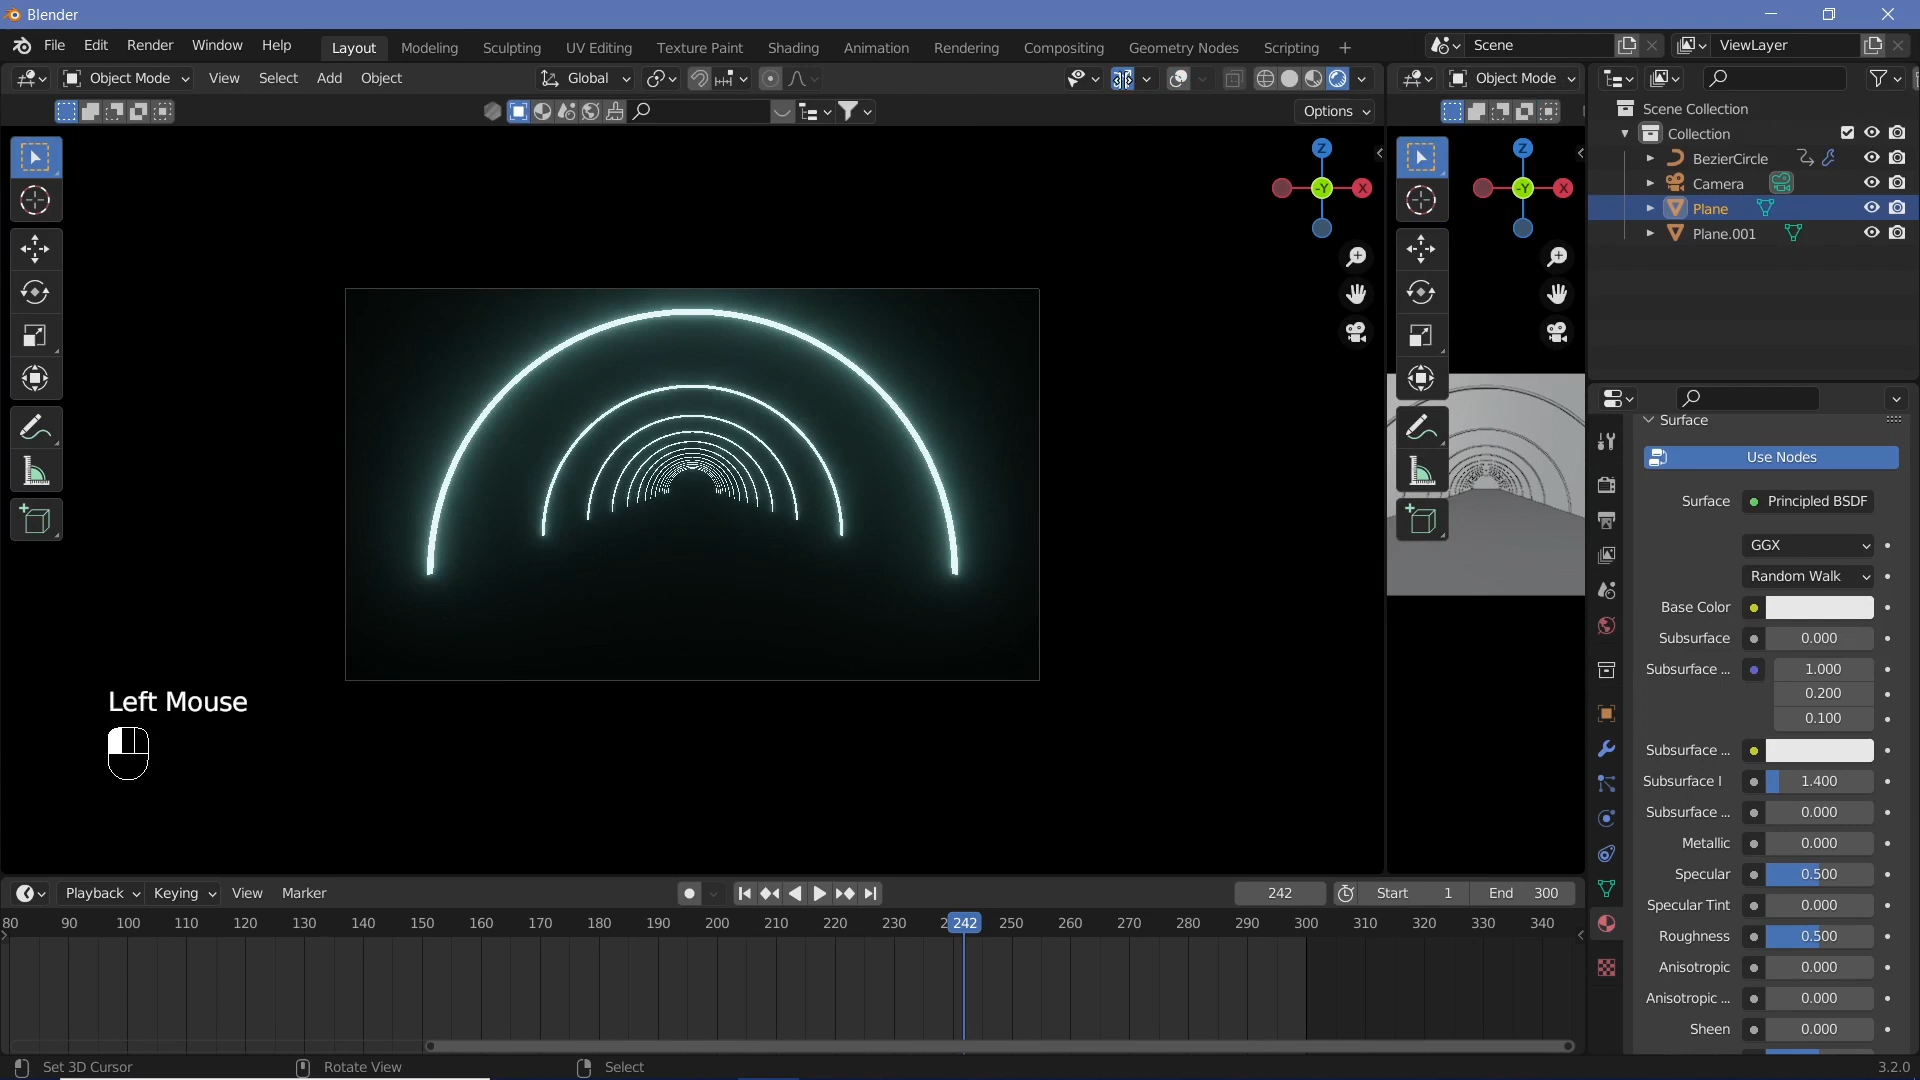 Blender
File Edit Render Window Help Layout Modeling Sculpting UV Editing Texture Paint Shading Animation Rendering Compositing Geometry Nodes Scripting + Scene ViewLayer
Object Mode View Select Add Object Global Object Mode
Options
Z
X
-Y
Z
X
-Y
Scene Collection
Collection
BezierCircle
Camera
Plane
Plane.001
Surface
Use Nodes
Surface Principled BSDF
GGX
Random Walk
Base Color
Subsurface 0.000
Subsurface ... 1.000
0.200
0.100
Subsurface ...
Subsurface I 1.400
Subsurface ... 0.000
Metallic 0.000
Specular 0.500
Specular Tint 0.000
Roughness 0.500
Anisotropic 0.000
Anisotropic ... 0.000
Sheen 0.000
Left Mouse
Playback Keying View Marker 242 Start 1 End 300
80 90 100 110 120 130 140 150 160 170 180 190 200 210 220 230 242 250 260 270 280 290 300 310 320 330 340
Set 3D Cursor Rotate View Select 3.2.0